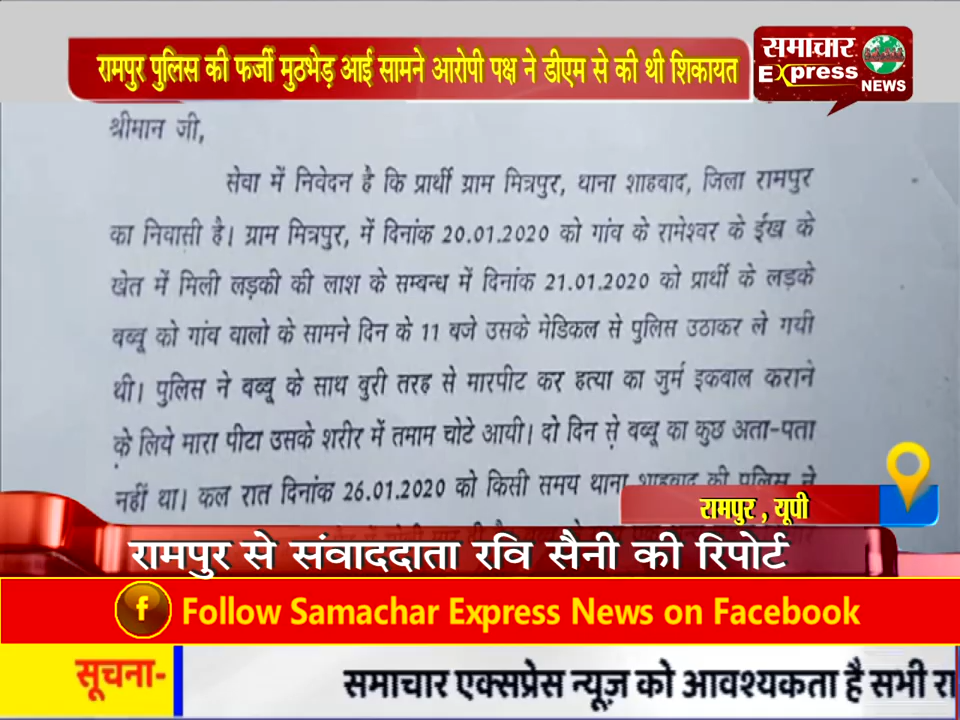 रामपुर पुलिस की फर्जी मुठभेड़ आई सामने आरोपी पक्ष ने डीएम से की थी शिकायत
समाचार
Express
NEWS
श्रीमान जी,
सेवा में निवेदन है कि प्रार्थी ग्राम मित्रपुर, थाना शाहबाद, जिला रामपुर
का निवासी है। ग्राम मित्रपुर, में दिनांक 20.01.2020 को गांव के रामेश्वर के ईख के
खेत में मिली लड़की की लाश के सम्बन्ध में दिनांक 21.01.2020 को प्रार्थी के लड़के
बब्बू को गांव वालो के सामने दिन के 11 बजे उसके मेडिकल से पुलिस उठाकर ले गयी
थी। पुलिस ने बब्बू के साथ बुरी तरह से मारपीट कर हत्या का जुर्म इकबाल कराने
के लिये मारा पीटा उसके शरीर में तमाम चोटे आयी। दो दिन से बब्बू का कुछ अता-पता
नहीं था। कल रात दिनांक 26.01.2020 को किसी समय थाना शाहबाद की पुलिस ने
रामपुर , यूपी
रामपुर से संवाददाता रवि सैनी की रिपोर्ट
f Follow Samachar Express News on Facebook
सूचना- समाचार एक्सप्रेस न्यूज़ को आवश्यकता है सभी रा